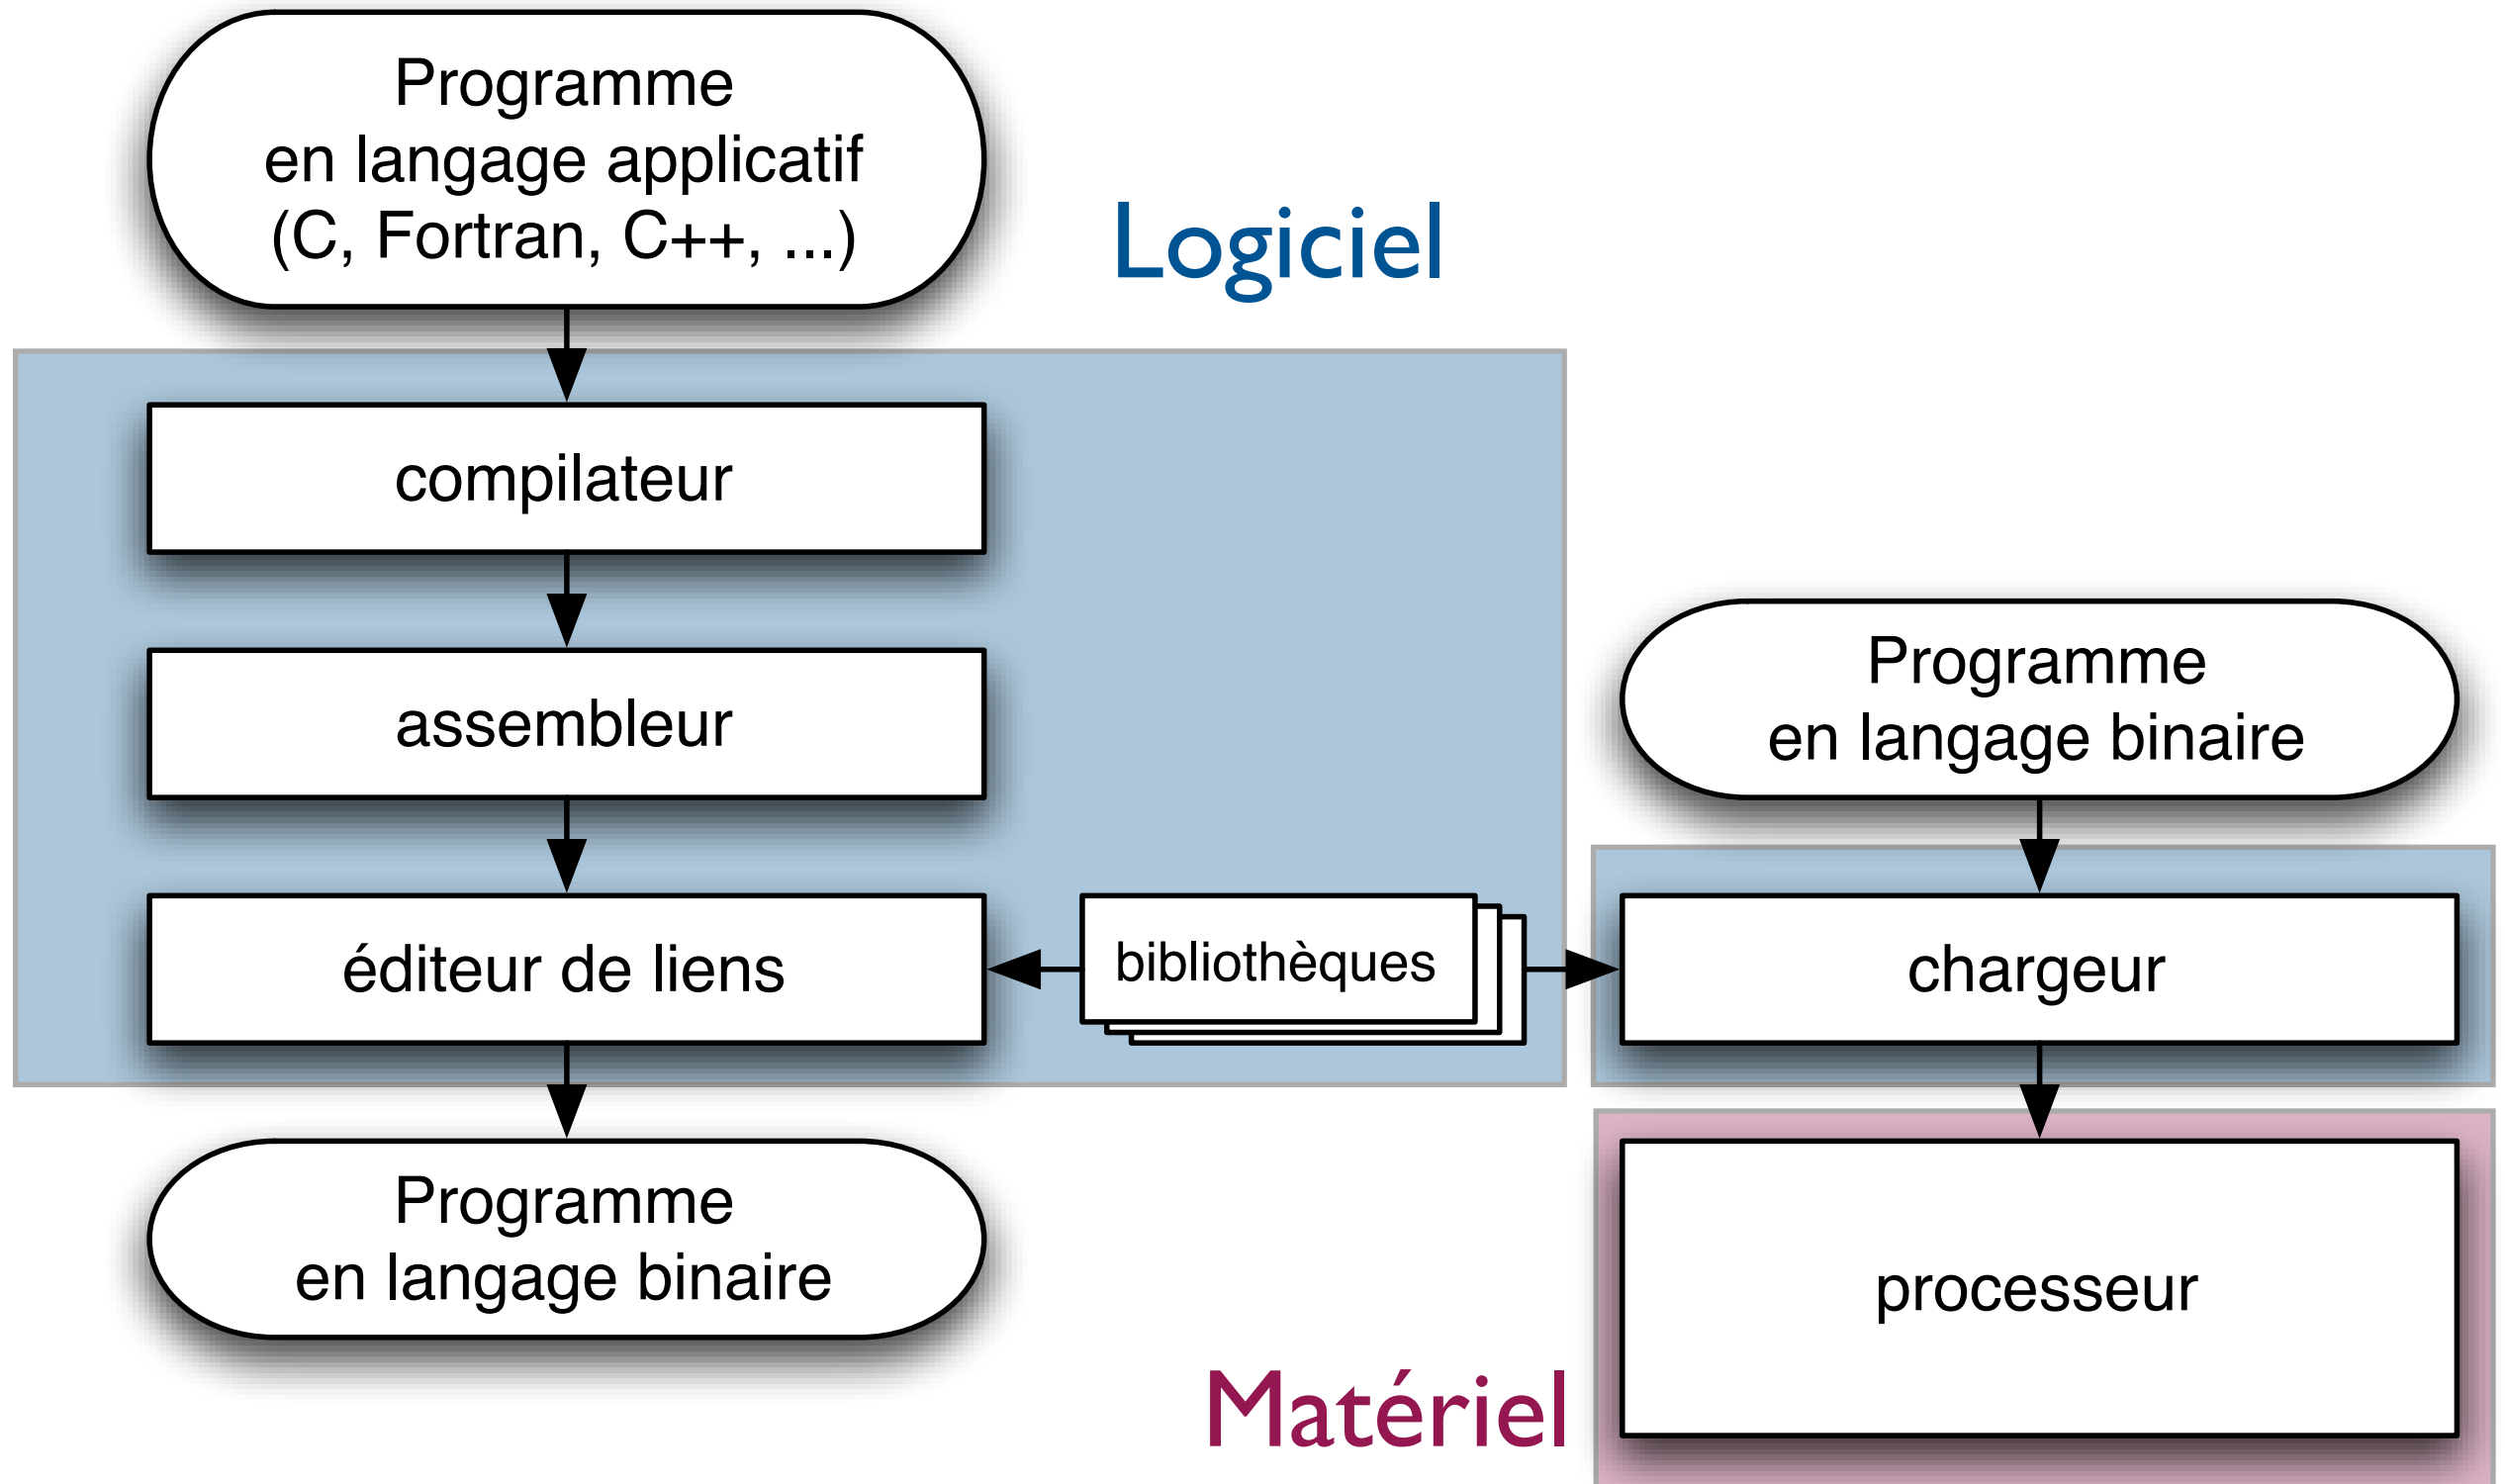 Programme
en langage applicatif
(C, Fortran, C++, ...)
Logiciel
compilateur
assembleur
éditeur de liens
bibliothèques
Programme
en langage binaire
Programme
en langage binaire
chargeur
processeur
Matériel